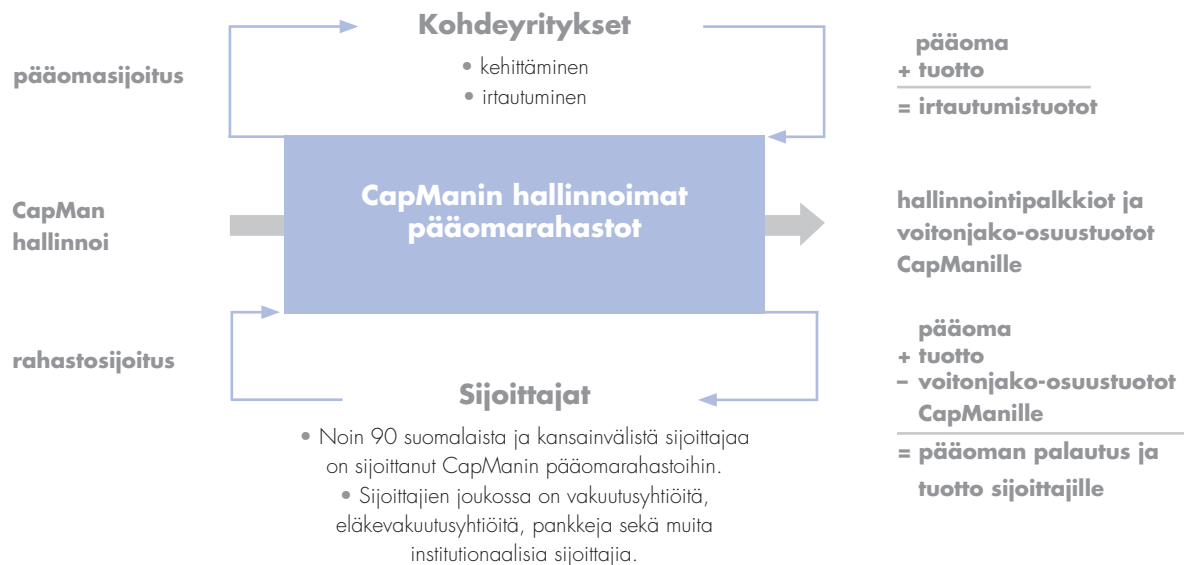 Kohdeyritykset
• kehittäminen
• irtautuminen
pääomasijoitus
pääoma
+ tuotto
= irtautumistuotot
CapManin hallinnoimat
pääomarahastot
CapMan
hallinnoi
hallinnointipalkkiot ja
voitonjako-osuustuotot
CapManille
rahastosijoitus
pääoma
+ tuotto
– voitonjako-osuustuotot
CapManille
= pääoman palautus ja
tuotto sijoittajille
Sijoittajat
• Noin 90 suomalaista ja kansainvälistä sijoittajaa
on sijoittanut CapManin pääomarahastoihin.
• Sijoittajien joukossa on vakuutusyhtiöitä,
eläkevakuutusyhtiöitä, pankkeja sekä muita
institutionaalisia sijoittajia.